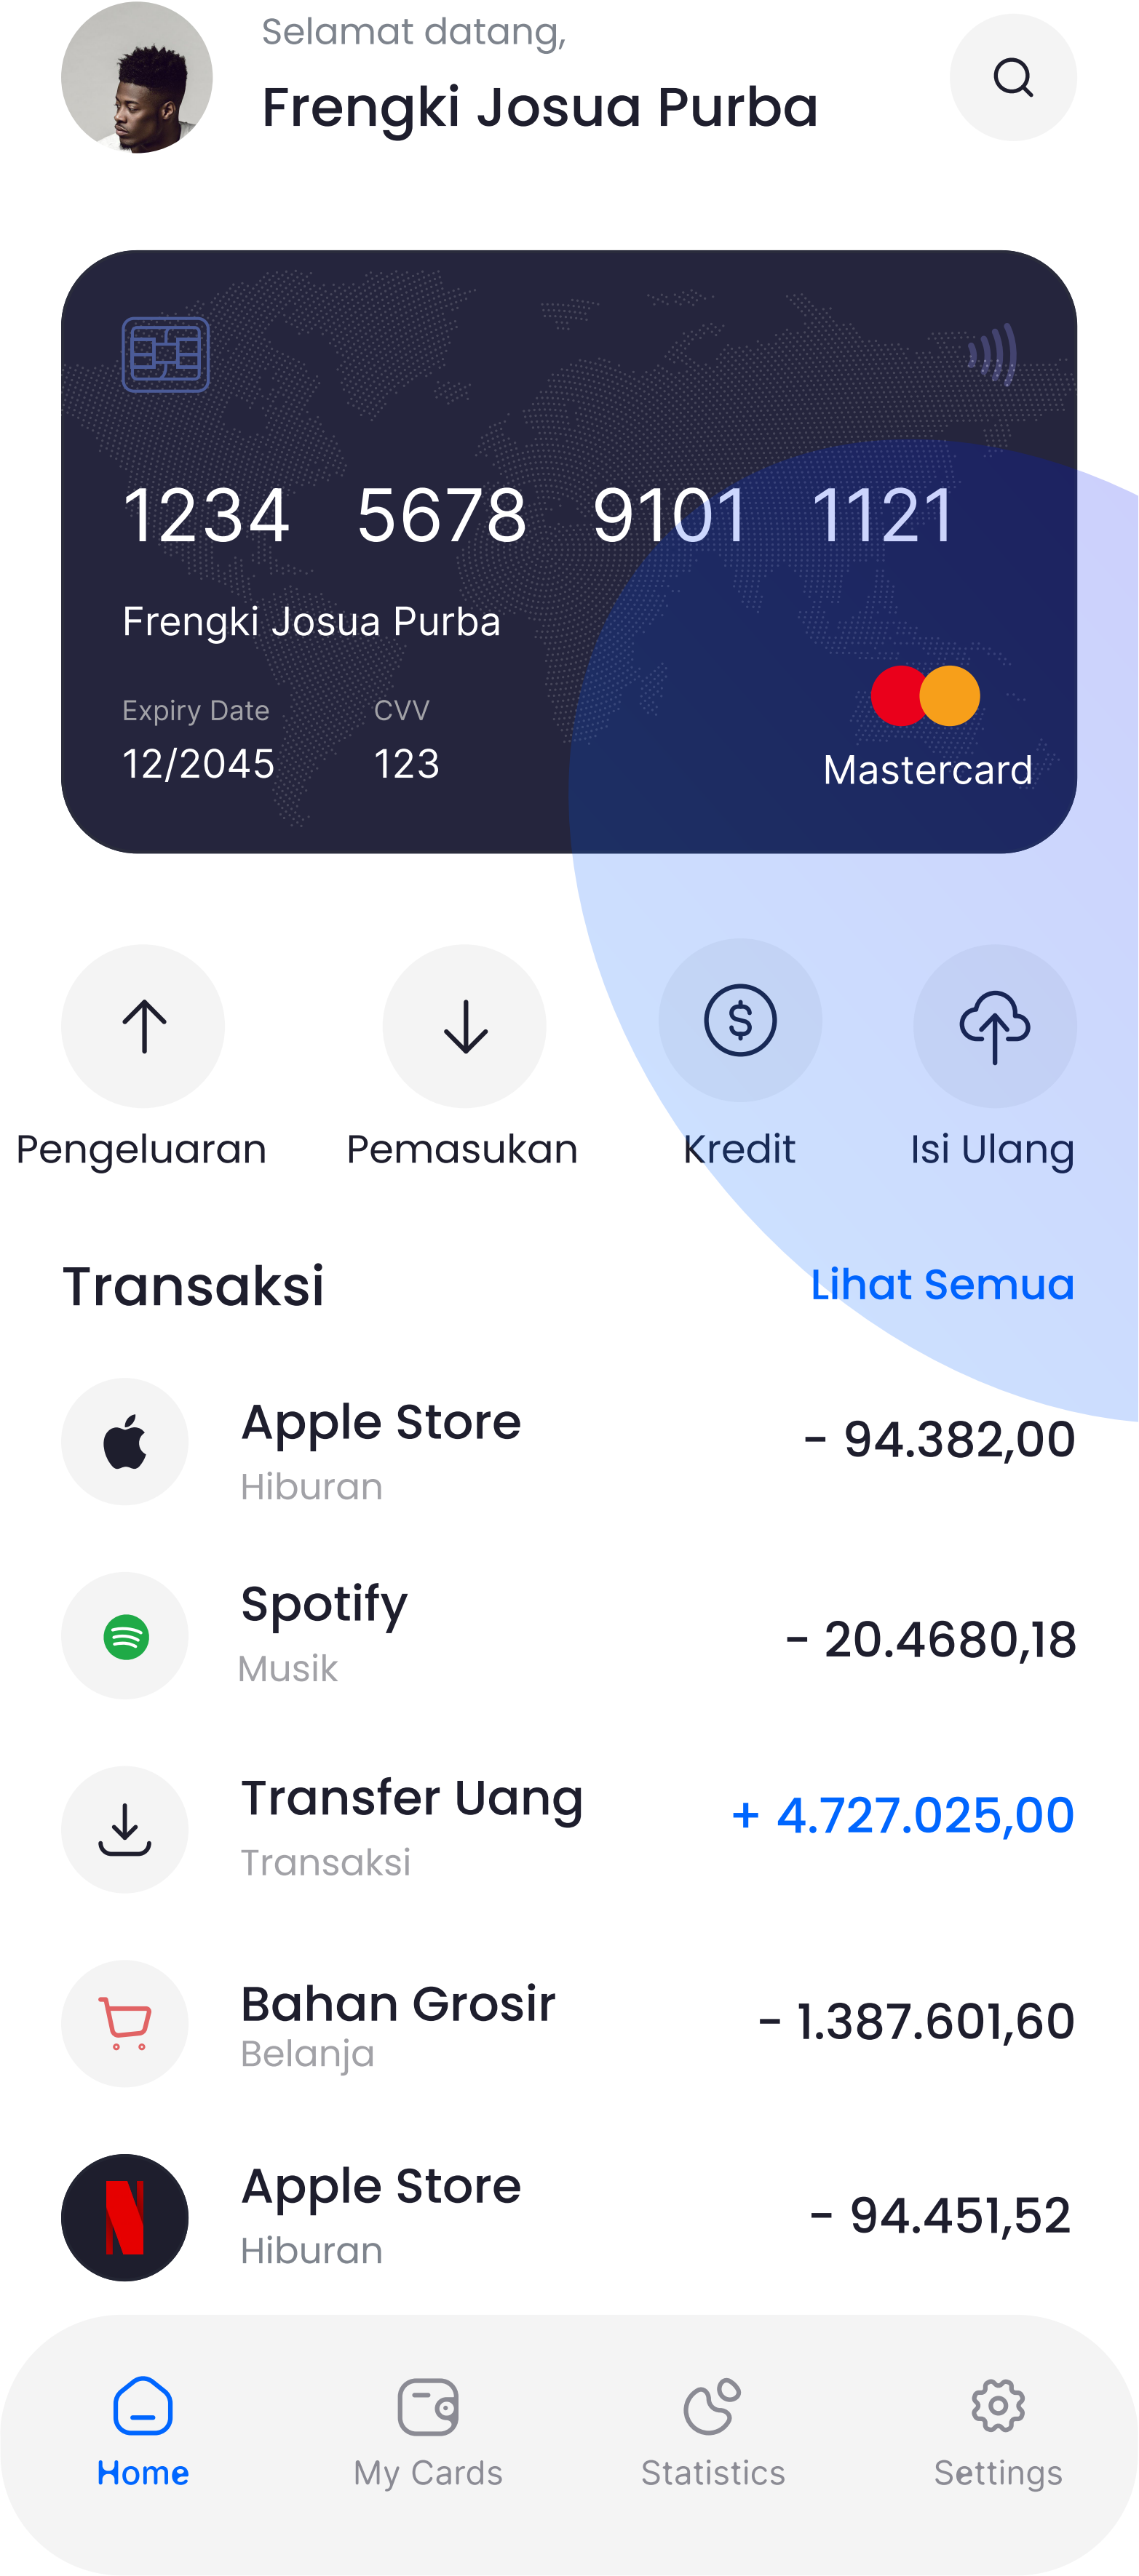 Selamat datang,
Frengki Josua Purba
1234 5678 9101 1121
Frengki Josua Purba
Expiry Date CVV
12/2045 123
Mastercard
Pengeluaran Pemasukan Kredit Isi Ulang
Transaksi Lihat Semua
Apple Store
- 94.382,00
Hiburan
Spotify
- 20.4680,18
Musik
Transfer Uang
+ 4.727.025,00
Transaksi
Bahan Grosir
- 1.387.601,60
Belanja
Apple Store
- 94.451,52
Hiburan
Home My Cards Statistics Settings